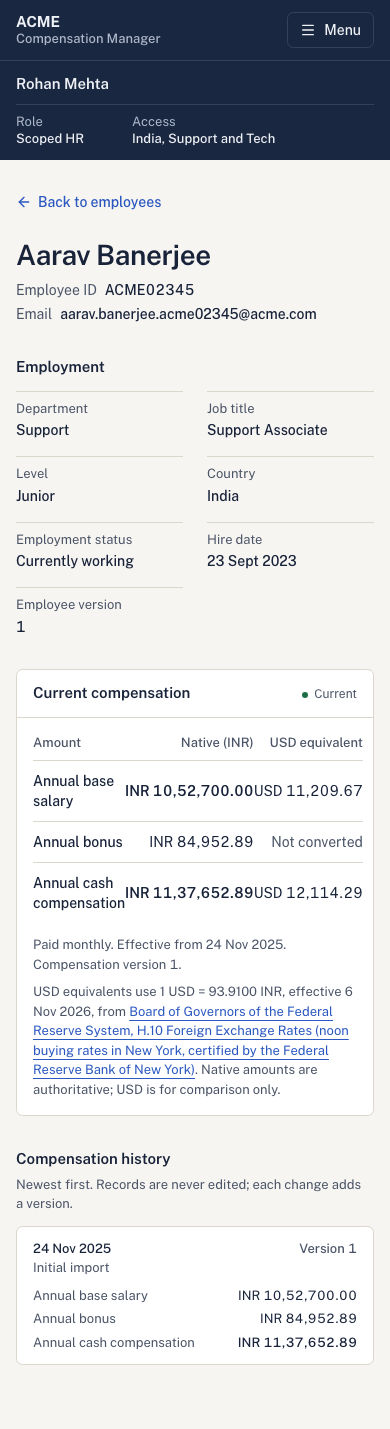 ACME
Compensation Manager
Menu
Rohan Mehta
Role Access
Scoped HR India, Support and Tech
Back to employees
Aarav Banerjee
Employee ID ACME02345
Email aarav.banerjee.acme02345@acme.com
Employment
Department Job title
Support Support Associate
Level Country
Junior India
Employment status Hire date
Currently working 23 Sept 2023
Employee version
1
Current compensation Current
Amount Native (INR) USD equivalent
Annual base salary INR 10,52,700.00 USD 11,209.67
Annual bonus INR 84,952.89 Not converted
Annual cash compensation INR 11,37,652.89 USD 12,114.29
Paid monthly. Effective from 24 Nov 2025.
Compensation version 1.
USD equivalents use 1 USD = 93.9100 INR, effective 6
Nov 2026, from Board of Governors of the Federal
Reserve System, H.10 Foreign Exchange Rates (noon
buying rates in New York, certified by the Federal
Reserve Bank of New York). Native amounts are
authoritative; USD is for comparison only.
Compensation history
Newest first. Records are never edited; each change adds
a version.
24 Nov 2025 Version 1
Initial import
Annual base salary INR 10,52,700.00
Annual bonus INR 84,952.89
Annual cash compensation INR 11,37,652.89